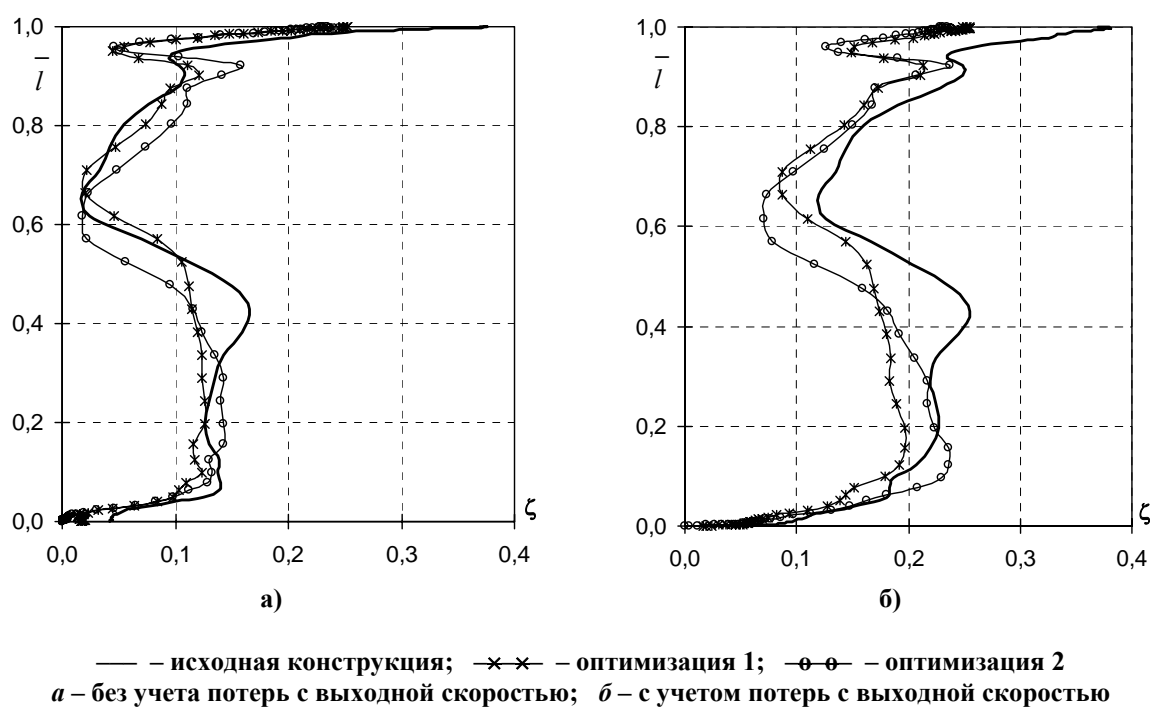 1,0
l
0,8
0,6
0,4
0,2
0,0
ζ
0,0 0,1 0,2 0,3 0,4
а)
1,0
l
0,8
0,6
0,4
0,2
0,0
ζ
0,0 0,1 0,2 0,3 0,4
б)
— – исходная конструкция; –×–×– – оптимизация 1; –o–o– – оптимизация 2
а – без учета потерь с выходной скоростью; б – с учетом потерь с выходной скоростью